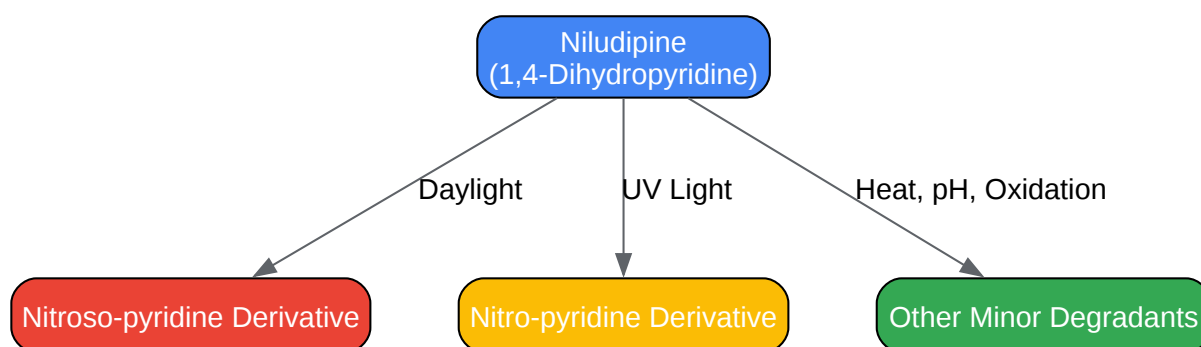 Niludipine
(1,4-Dihydropyridine)
Daylight
UV Light
Heat, pH, Oxidation
Nitroso-pyridine Derivative
Nitro-pyridine Derivative
Other Minor Degradants